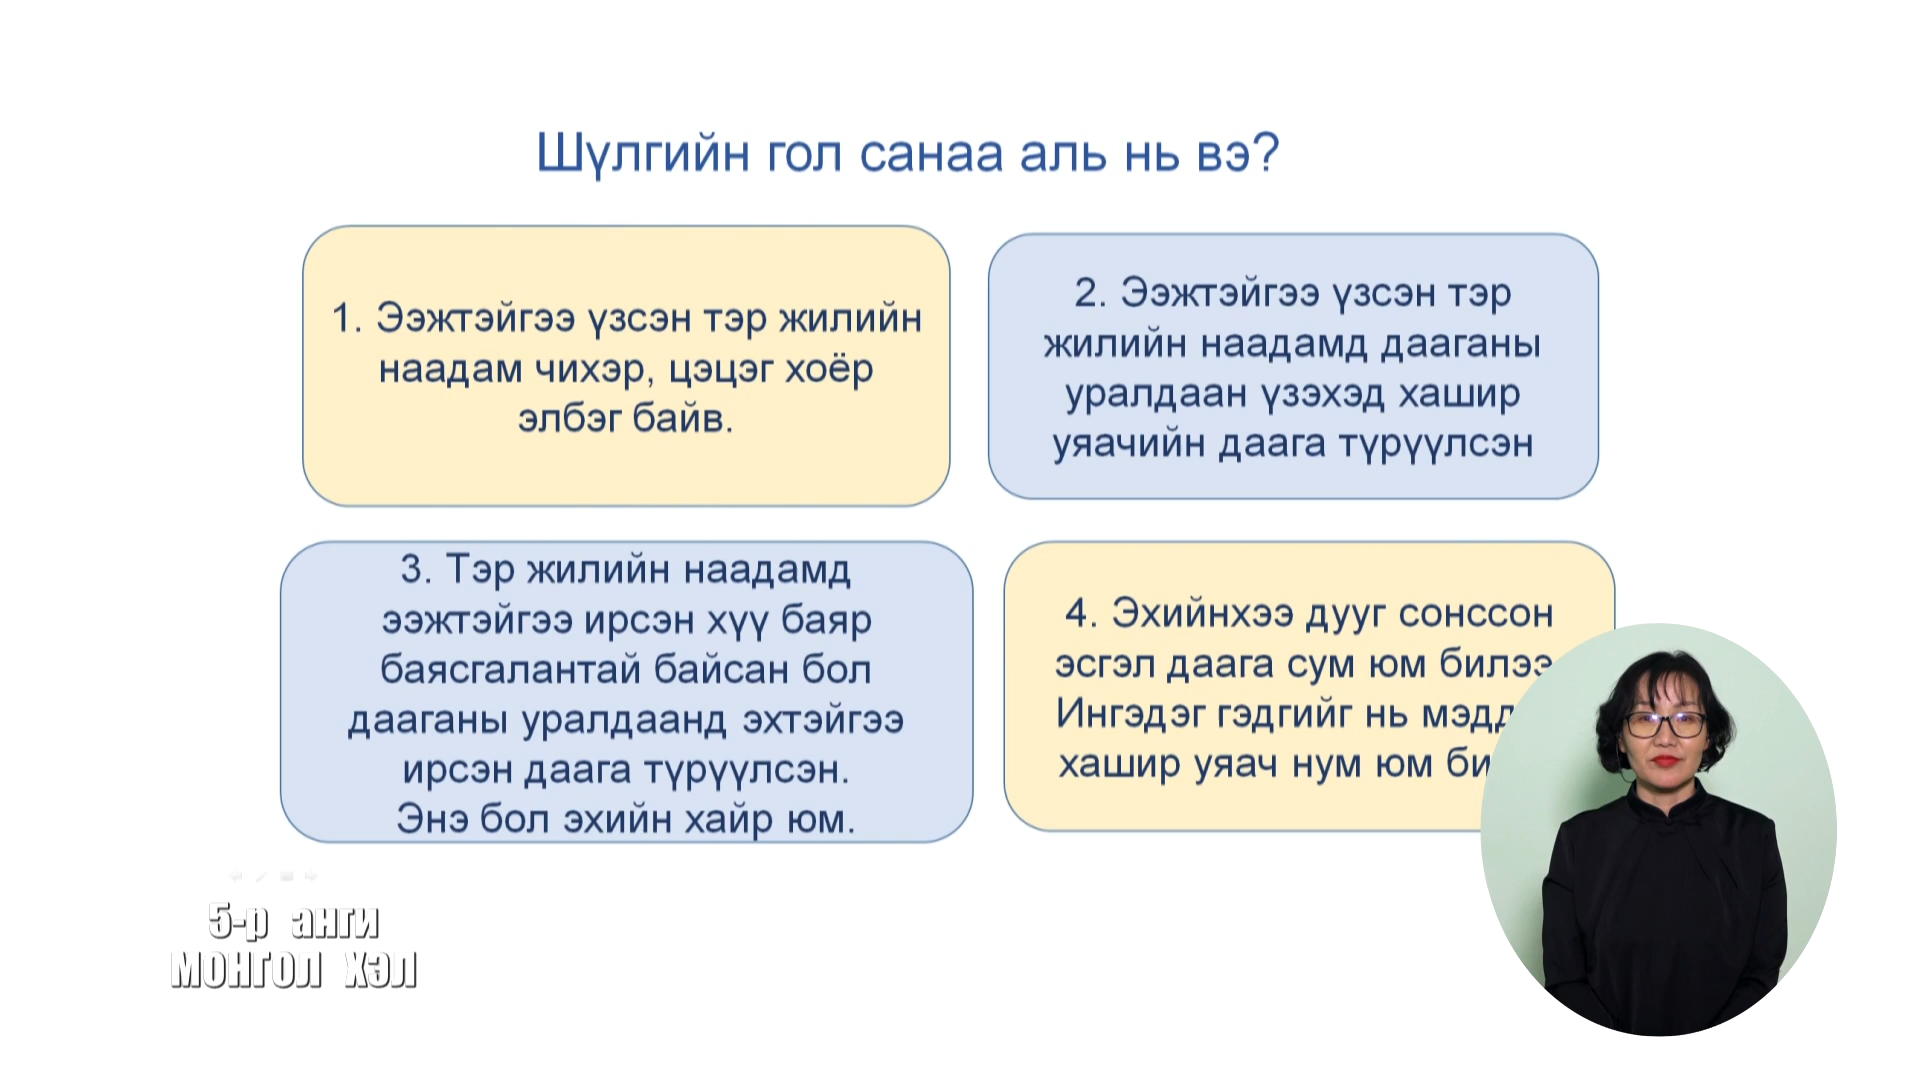 Шүлгийн гол санаа аль нь вэ?
1. Ээжтэйгээ үзсэн тэр жилийн
наадам чихэр, цэцэг хоёр
элбэг байв.
2. Ээжтэйгээ үзсэн тэр
жилийн наадамд дааганы
уралдаан үзэхэд хашир
уяачийн даага түрүүлсэн
3. Тэр жилийн наадамд
ээжтэйгээ ирсэн хүү баяр
баясгалантай байсан бол
дааганы уралдаанд эхтэйгээ
ирсэн даага түрүүлсэн.
Энэ бол эхийн хайр юм.
4. Эхийнхээ дууг сонссон
эсгэл даага сум юм билээ
Ингэдэг гэдгийг нь
хашир уяач нум юм
5-р анги
МОНГОЛ ХЭЛ